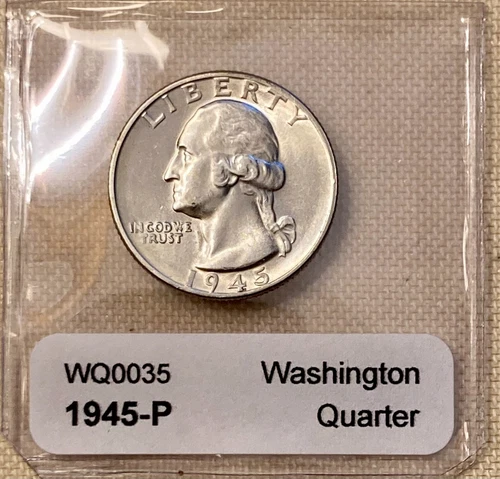 LIBERTY
IN GOD WE
TRUST
1945
WQ0035 Washington
1945-P Quarter